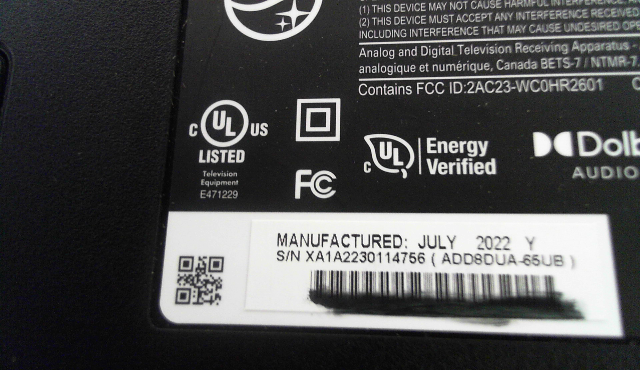 (1) THIS DEVICE MAY NOT CAUSE HARMFUL INTERFERENCE,
(2) THIS DEVICE MUST ACCEPT ANY INTERFERENCE RECEIVED,
INCLUDING INTERFERENCE THAT MAY CAUSE UNDESIRED
Analog and Digital Television Receiving Apparatus -
analogique et numérique, Canada BETS-7 / NTMR-7.
Contains FCC ID:2AC23-WC0HR2601
C UL US
LISTED
Television
Equipment
E471229
FC
C UL Energy
Verified
Dolb
AUDIO
MANUFACTURED: JULY 2022 Y
S/N XA1A2230114756 ( ADD8DUA-65UB )